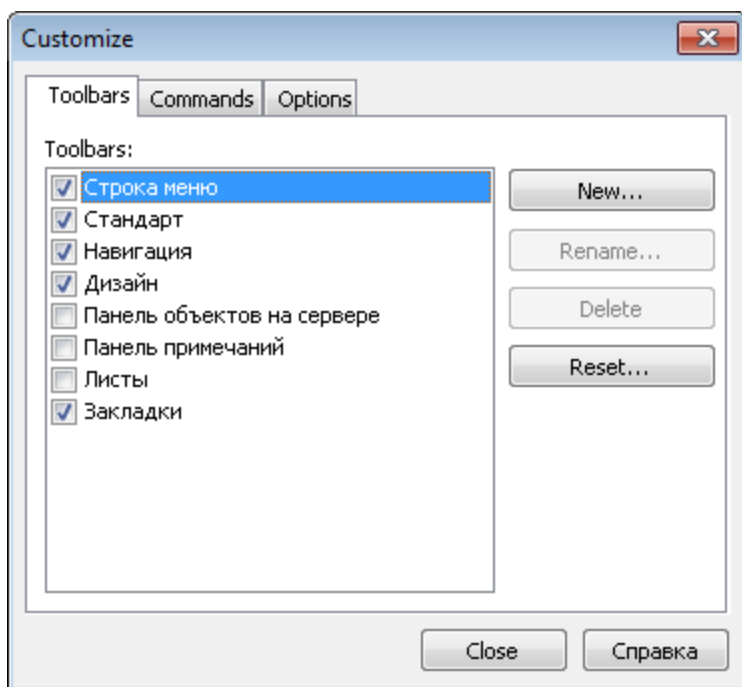 Customize
Toolbars Commands Options
Toolbars:
Строка меню
Стандарт
Навигация
Дизайн
Панель объектов на сервере
Панель примечаний
Листы
Закладки
New...
Rename...
Delete
Reset...
Close Справка